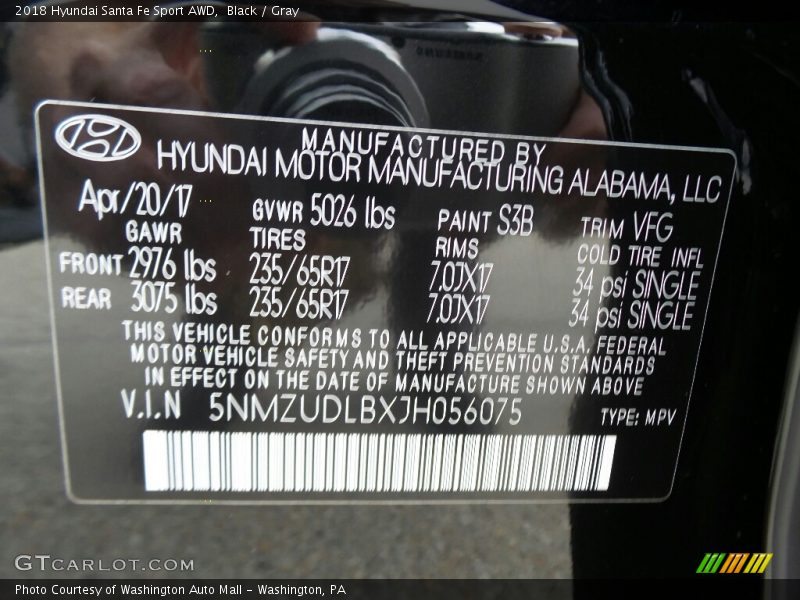 2018 Hyundai Santa Fe Sport AWD,  Black / Gray
MANUFACTURED BY
HYUNDAI MOTOR MANUFACTURING ALABAMA, LLC
Apr/20/17 GVWR 5026 lbs PAINT S3B TRIM VFG
GAWR TIRES RIMS COLD TIRE INFL
FRONT 2976 lbs 235/65R17 7.0JX17 34 psi SINGLE
REAR 3075 lbs 235/65R17 7.0JX17 34 psi SINGLE
THIS VEHICLE CONFORMS TO ALL APPLICABLE U.S.A. FEDERAL
MOTOR VEHICLE SAFETY AND THEFT PREVENTION STANDARDS
IN EFFECT ON THE DATE OF MANUFACTURE SHOWN ABOVE
V.I.N 5NMZUDLBXJH056075 TYPE: MPV
GTCARLOT.COM
Photo Courtesy of Washington Auto Mall - Washington, PA